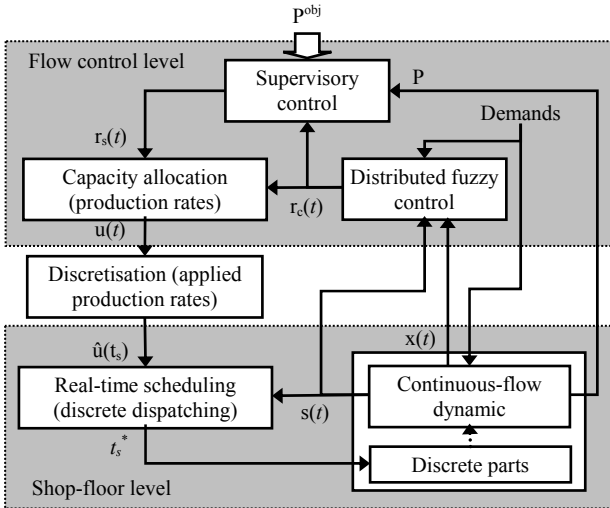 P^obj
Flow control level
Supervisory
control
P
Demands
r_s(t)
Capacity allocation
(production rates)
r_c(t)
Distributed fuzzy
control
u(t)
Discretisation (applied
production rates)
x(t)
û(t_s)
Real-time scheduling
(discrete dispatching)
s(t)
Continuous-flow
dynamic
t_s^*
Discrete parts
Shop-floor level